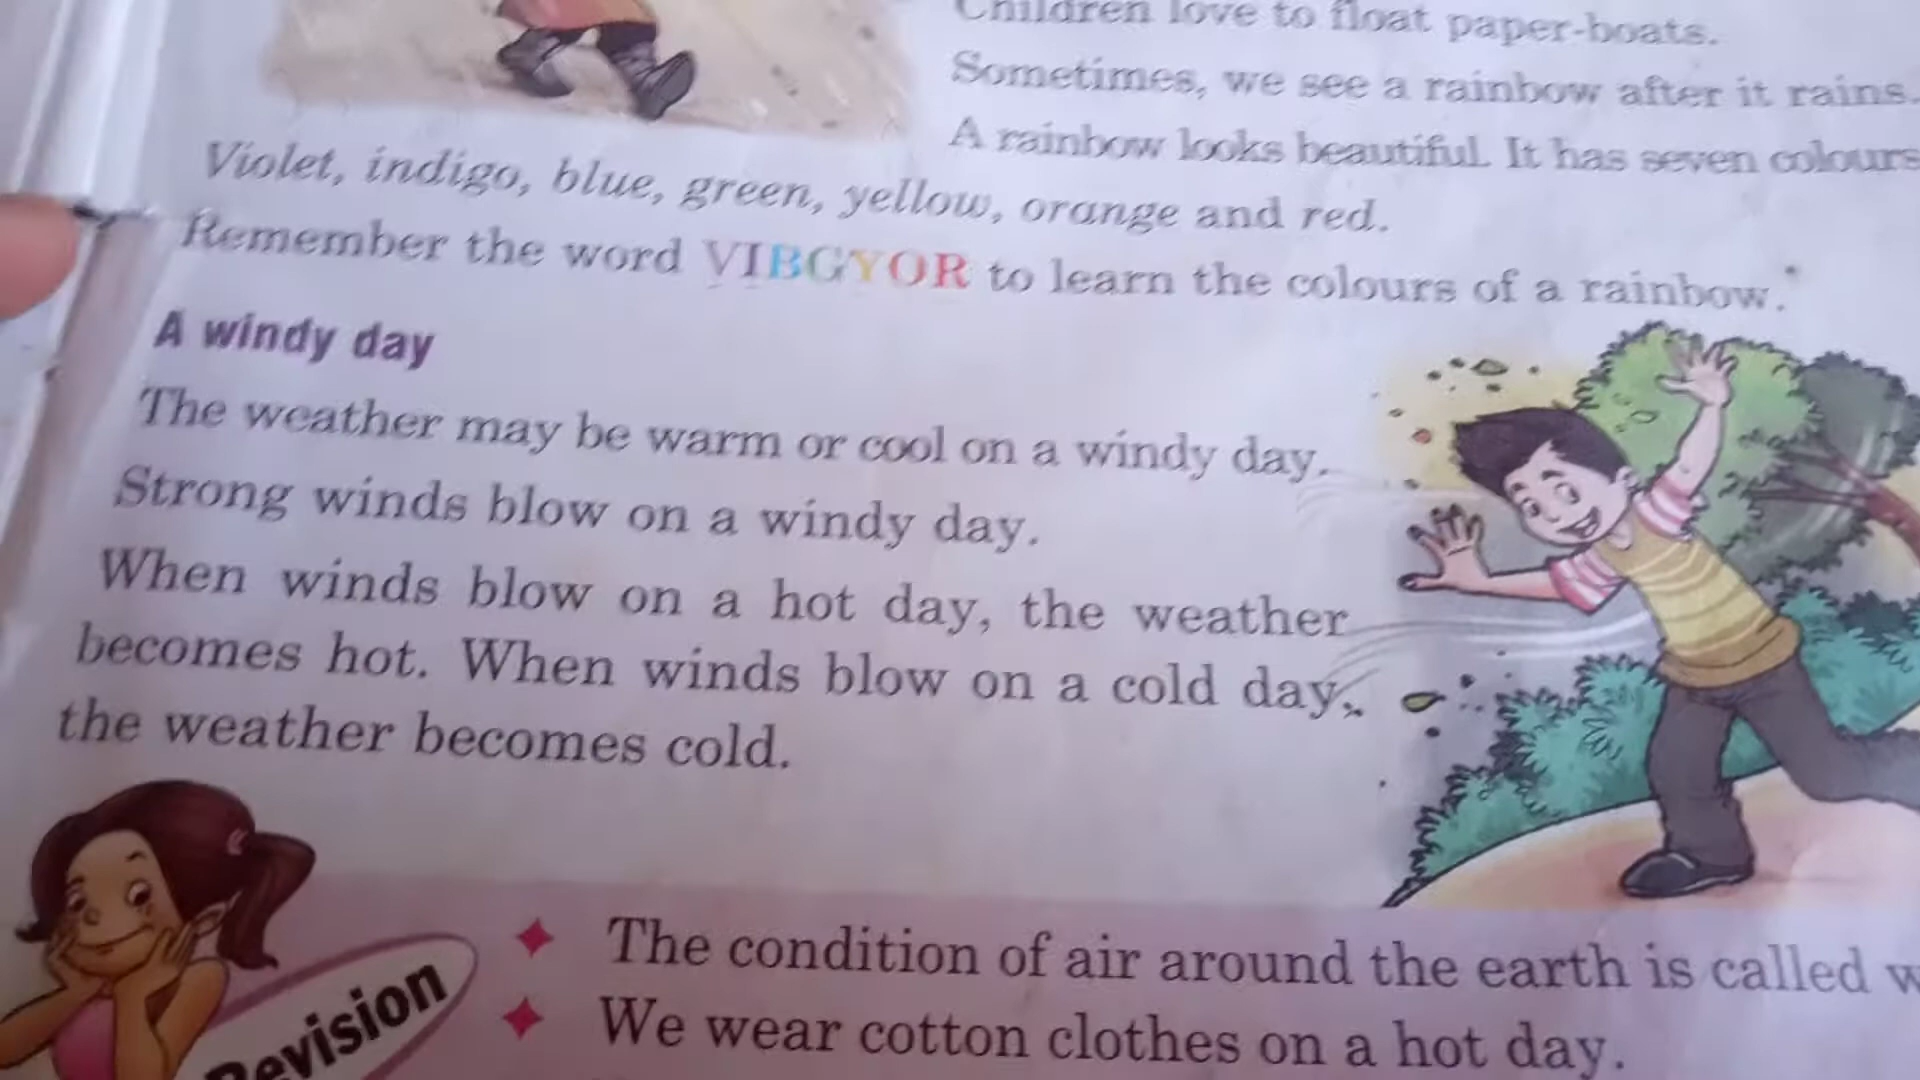 Children love to float paper-boats.
Sometimes, we see a rainbow after it rains.
A rainbow looks beautiful. It has seven colours
Violet, indigo, blue, green, yellow, orange and red.
Remember the word VIBGYOR to learn the colours of a rainbow.
A windy day
The weather may be warm or cool on a windy day.
Strong winds blow on a windy day.
When winds blow on a hot day, the weather
becomes hot. When winds blow on a cold day,
the weather becomes cold.
Revision
The condition of air around the earth is called
We wear cotton clothes on a hot day.